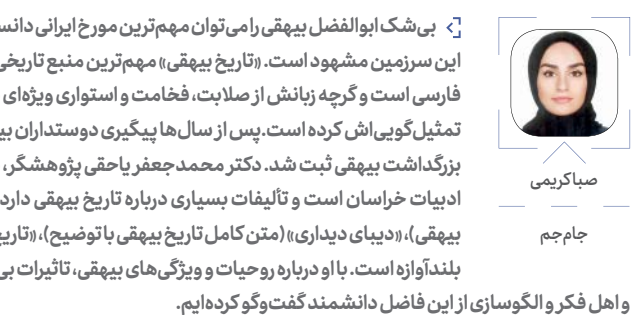 بی‌شک ابوالفضل بیهقی را می‌توان مهم‌ترین مورخ ایرانی دانس
این سرزمین مشهود است. «تاریخ بیهقی» مهم‌ترین منبع تاریخی
فارسی است و گرچه زبانش از صلابت، فخامت و استواری ویژه‌ای
تمثیل‌گویی‌اش کرده است.پس از سال‌ها پیگیری دوستداران بی
بزرگداشت بیهقی ثبت شد. دکتر محمدجعفر یاحقی پژوهشگر،
ادبیات خراسان است و تألیفات بسیاری درباره تاریخ بیهقی دارد
بیهقی)، «دیبای دیداری» (متن کامل تاریخ بیهقی با توضیح)، «تاریخ
بلندآوازه است. با او درباره روحیات و ویژگی‌های بیهقی، تاثیرات بی
و اهل فکر و الگوسازی از این فاضل دانشمند گفت‌وگو کرده‌ایم.
صبا کریمی
جام‌جم